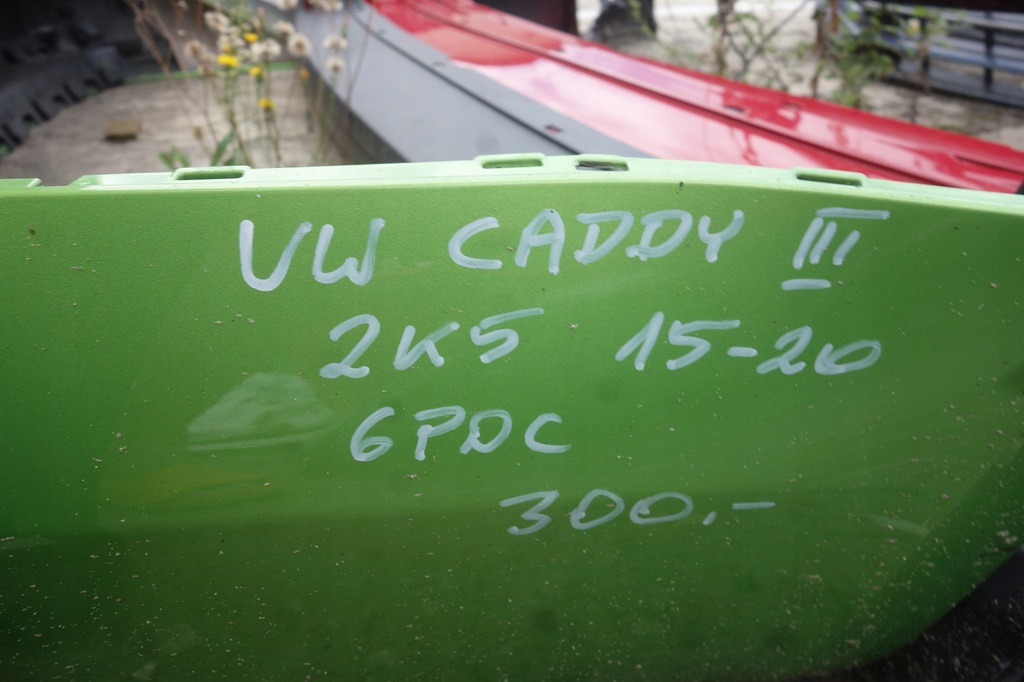 VW CADDY III
2K5 15-20
6PDC
300,-